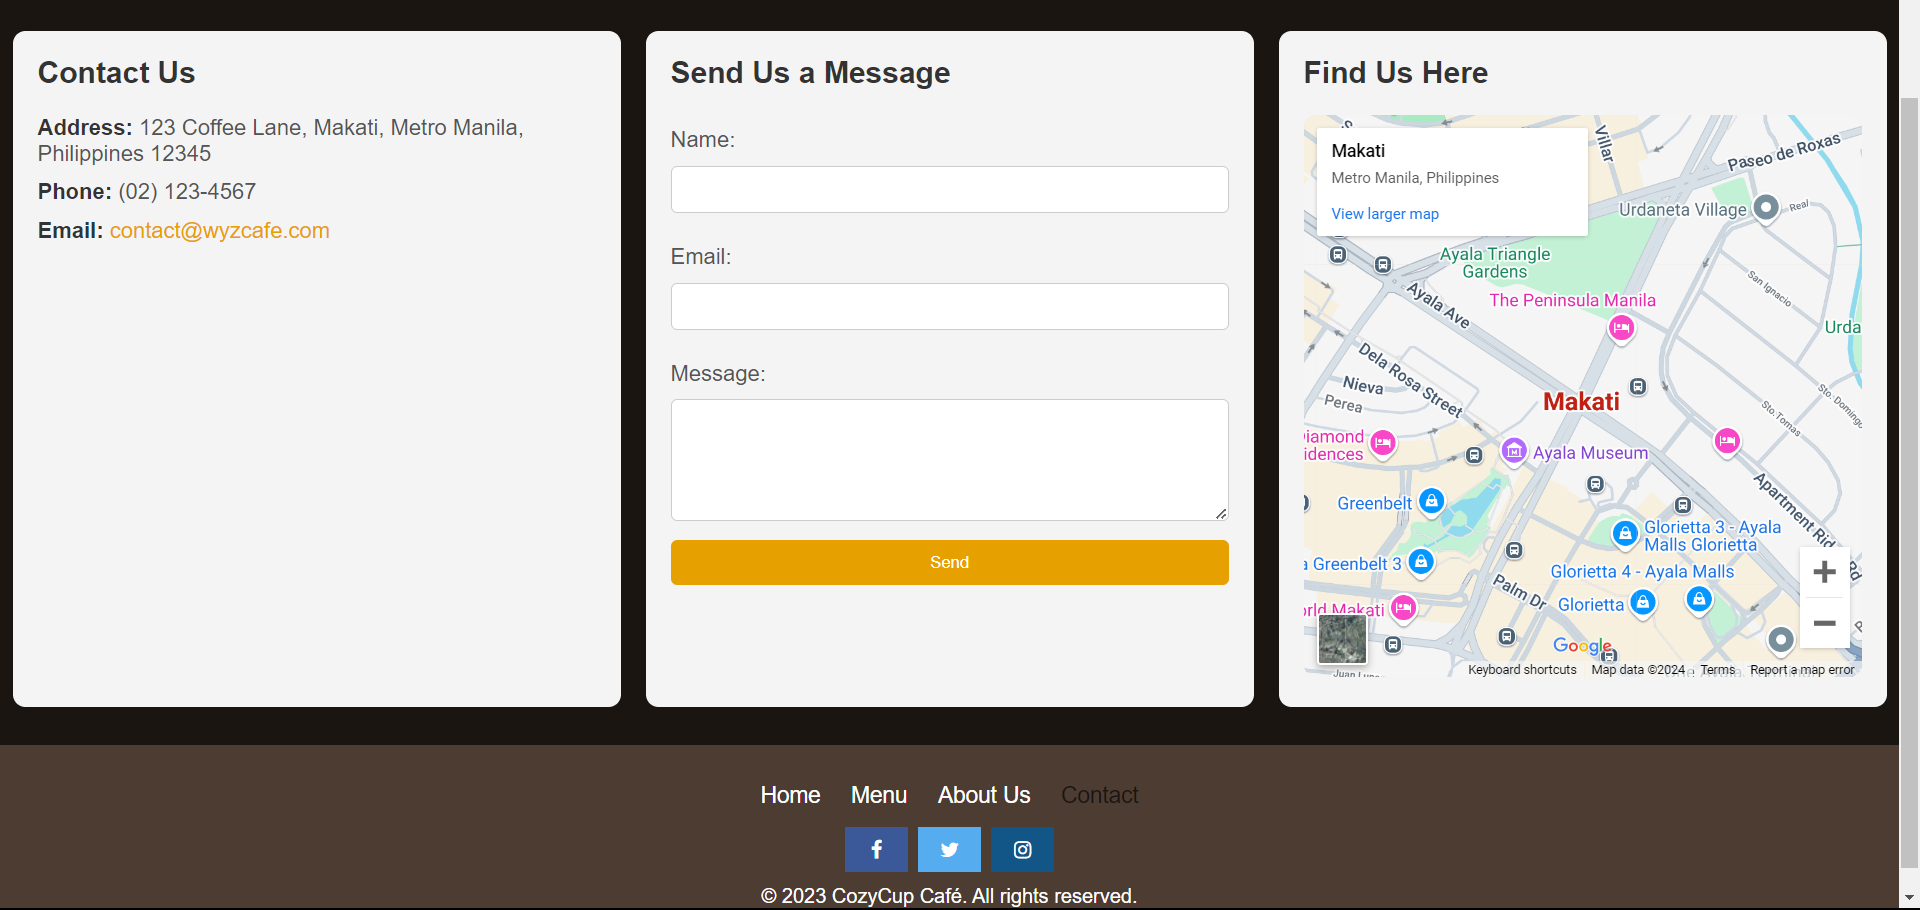 Contact Us
Address: 123 Coffee Lane, Makati, Metro Manila,
Philippines 12345
Phone: (02) 123-4567
Email: contact@wyzcafe.com
Send Us a Message
Name:
Email:
Message:
Send
Find Us Here
Makati
Metro Manila, Philippines
View larger map
Villar
Paseo de Roxas
Urdaneta Village
Real
Ayala Triangle
Gardens
San Ignacio
Ayala Ave
The Peninsula Manila
Urda
Dela Rosa Street
Nieva
Perea
Makati
Sto. Tomas
Sto. Domingo
iamond
idences
Ayala Museum
Greenbelt
Apartment Rid
Rd
Glorietta 3 - Ayala
Malls Glorietta
a Greenbelt 3
Glorietta 4 - Ayala Malls
Palm Dr
Glorietta
orld Makati
Google
Keyboard shortcuts
Map data ©2024
Terms
Report a map error
Home
Menu
About Us
Contact
© 2023 CozyCup Café. All rights reserved.